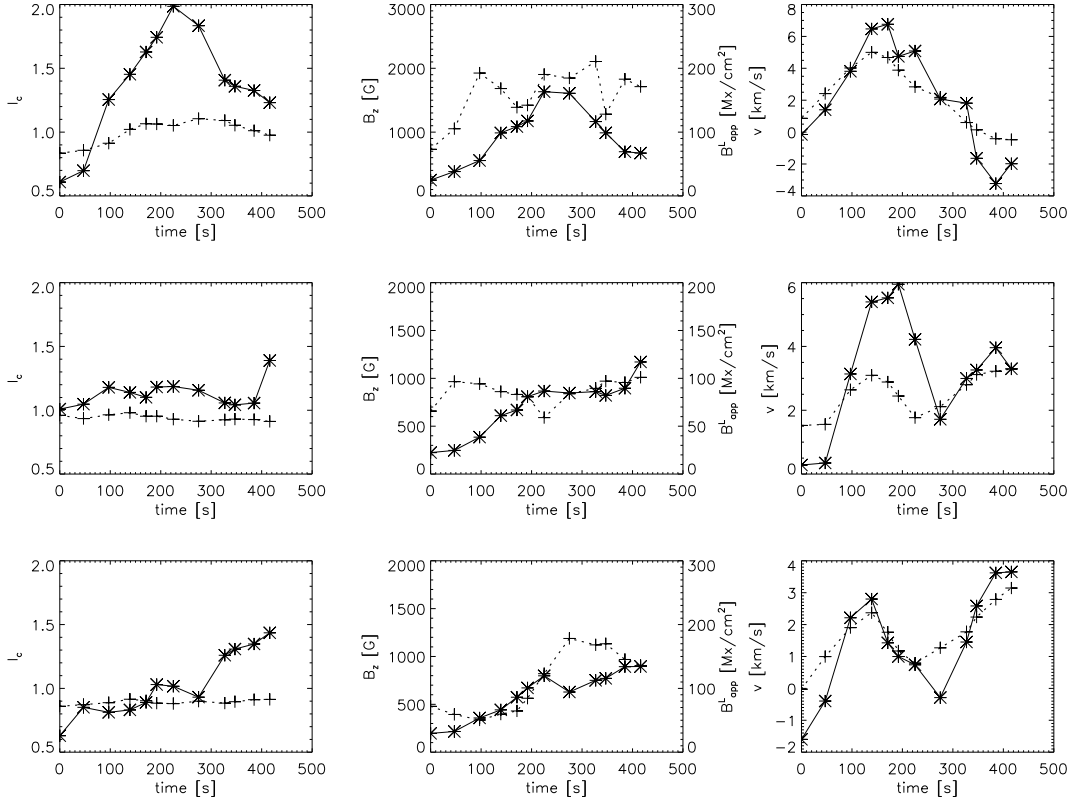 2.0 1.5 1.0 0.5
I_c
0 100 200 300 400 500
time [s]
3000 2000 1000 0
B_z [G]
300 200 100 0
B^L_app [Mx/cm^2]
0 100 200 300 400 500
time [s]
8 6 4 2 0 -2 -4
v [km/s]
0 100 200 300 400 500
time [s]
2.0 1.5 1.0 0.5
I_c
0 100 200 300 400 500
time [s]
2000 1500 1000 500 0
B_z [G]
200 150 100 50 0
B^L_app [Mx/cm^2]
0 100 200 300 400 500
time [s]
6 4 2 0
v [km/s]
0 100 200 300 400 500
time [s]
2.0 1.5 1.0 0.5
I_c
0 100 200 300 400 500
time [s]
2000 1500 1000 500 0
B_z [G]
300 200 100 0
B^L_app [Mx/cm^2]
0 100 200 300 400 500
time [s]
4 3 2 1 0 -1 -2
v [km/s]
0 100 200 300 400 500
time [s]